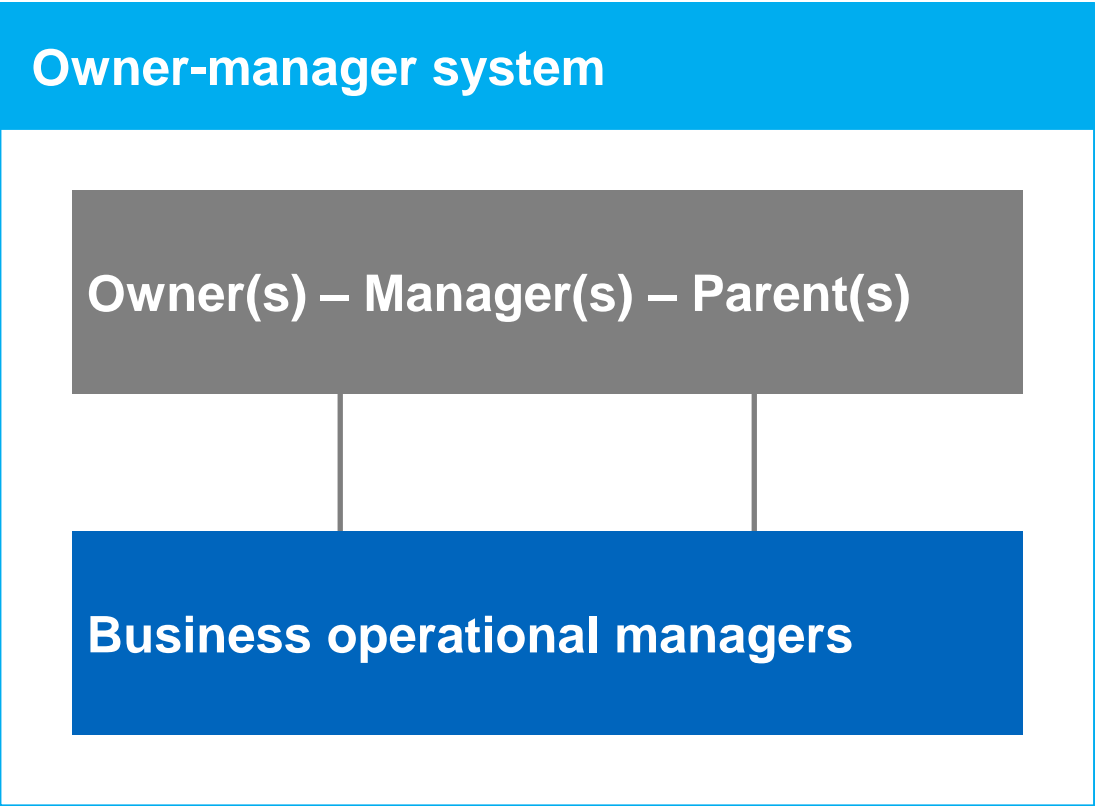 Owner-manager system
Owner(s) – Manager(s) – Parent(s)
Business operational managers